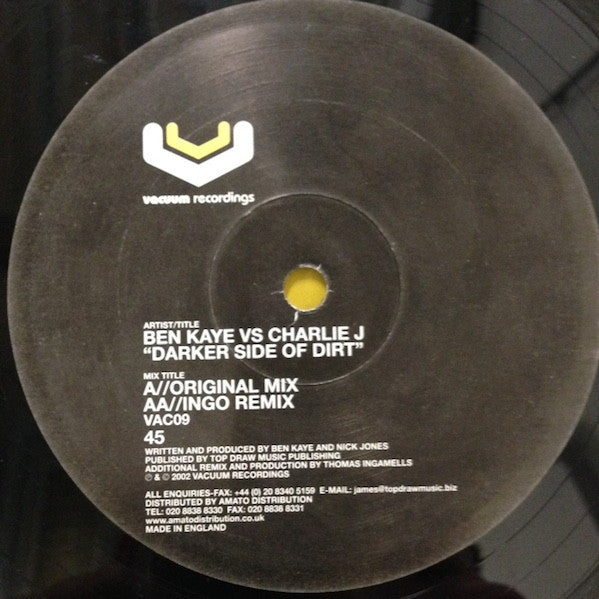 vacuum recordings
ARTIST/TITLE
BEN KAYE VS CHARLIE J
"DARKER SIDE OF DIRT"
MIX TITLE
A//ORIGINAL MIX
AA//INGO REMIX
VAC09
45
WRITTEN AND PRODUCED BY BEN KAYE AND NICK JONES
PUBLISHED BY TOP DRAW MUSIC PUBLISHING
ADDITIONAL REMIX AND PRODUCTION BY THOMAS INGAMELLS
℗ & © 2002 VACUUM RECORDINGS
ALL ENQUIRIES-FAX: +44 (0) 20 8340 5159 E-MAIL: james@topdrawmusic.biz
DISTRIBUTED BY AMATO DISTRIBUTION
TEL: 020 8838 8330 FAX: 020 8838 8331
www.amatodistribution.co.uk
MADE IN ENGLAND